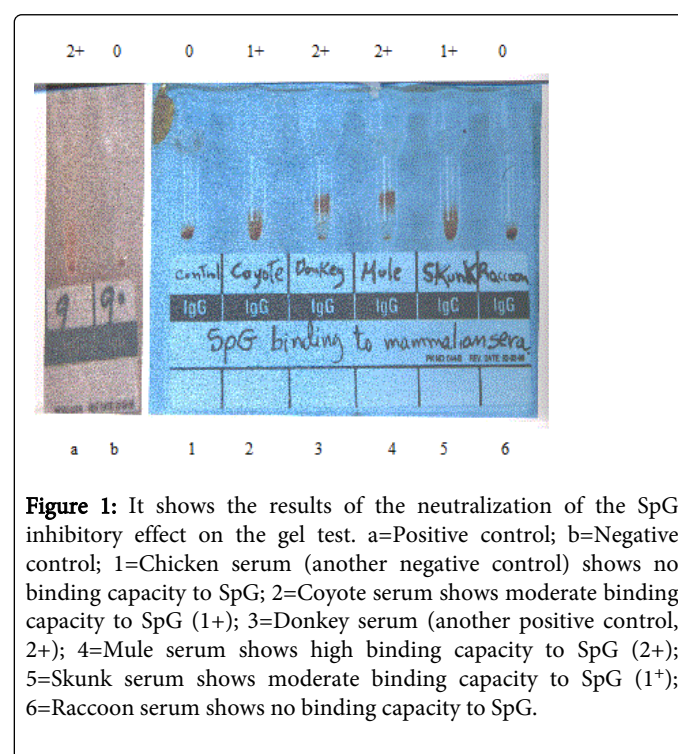 2+ 0 0 1+ 2+ 2+ 1+ 0
9 90
Control Coyote Donkey Mule Skunk Raccoon
IgG IgG IgG IgG IgG IgG
SpG binding to mammalian sera
a b 1 2 3 4 5 6
Figure 1: It shows the results of the neutralization of the SpG
inhibitory effect on the gel test. a=Positive control; b=Negative
control; 1=Chicken serum (another negative control) shows no
binding capacity to SpG; 2=Coyote serum shows moderate binding
capacity to SpG (1+); 3=Donkey serum (another positive control,
2+); 4=Mule serum shows high binding capacity to SpG (2+);
5=Skunk serum shows moderate binding capacity to SpG (1⁺);
6=Raccoon serum shows no binding capacity to SpG.